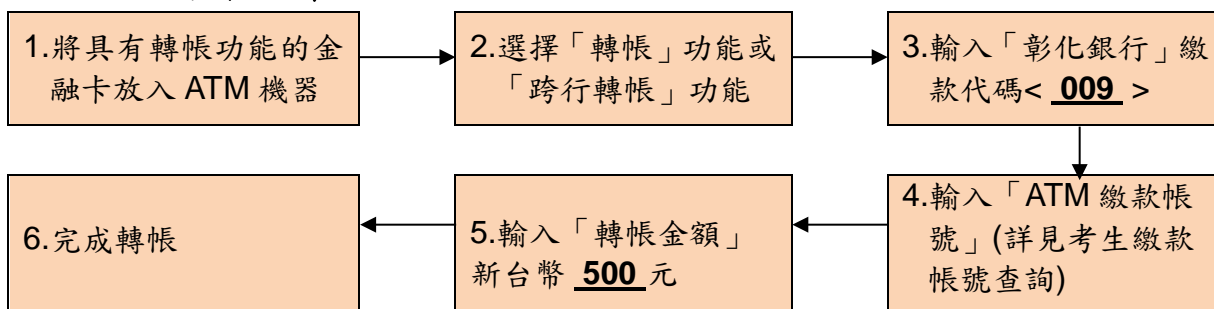 1.將具有轉帳功能的金
融卡放入 ATM 機器
2.選擇「轉帳」功能或
「跨行轉帳」功能
3.輸入「彰化銀行」繳
款代碼< 009 >
4.輸入「ATM 繳款帳
號」(詳見考生繳款
帳號查詢)
5.輸入「轉帳金額」
新台幣 500 元
6.完成轉帳